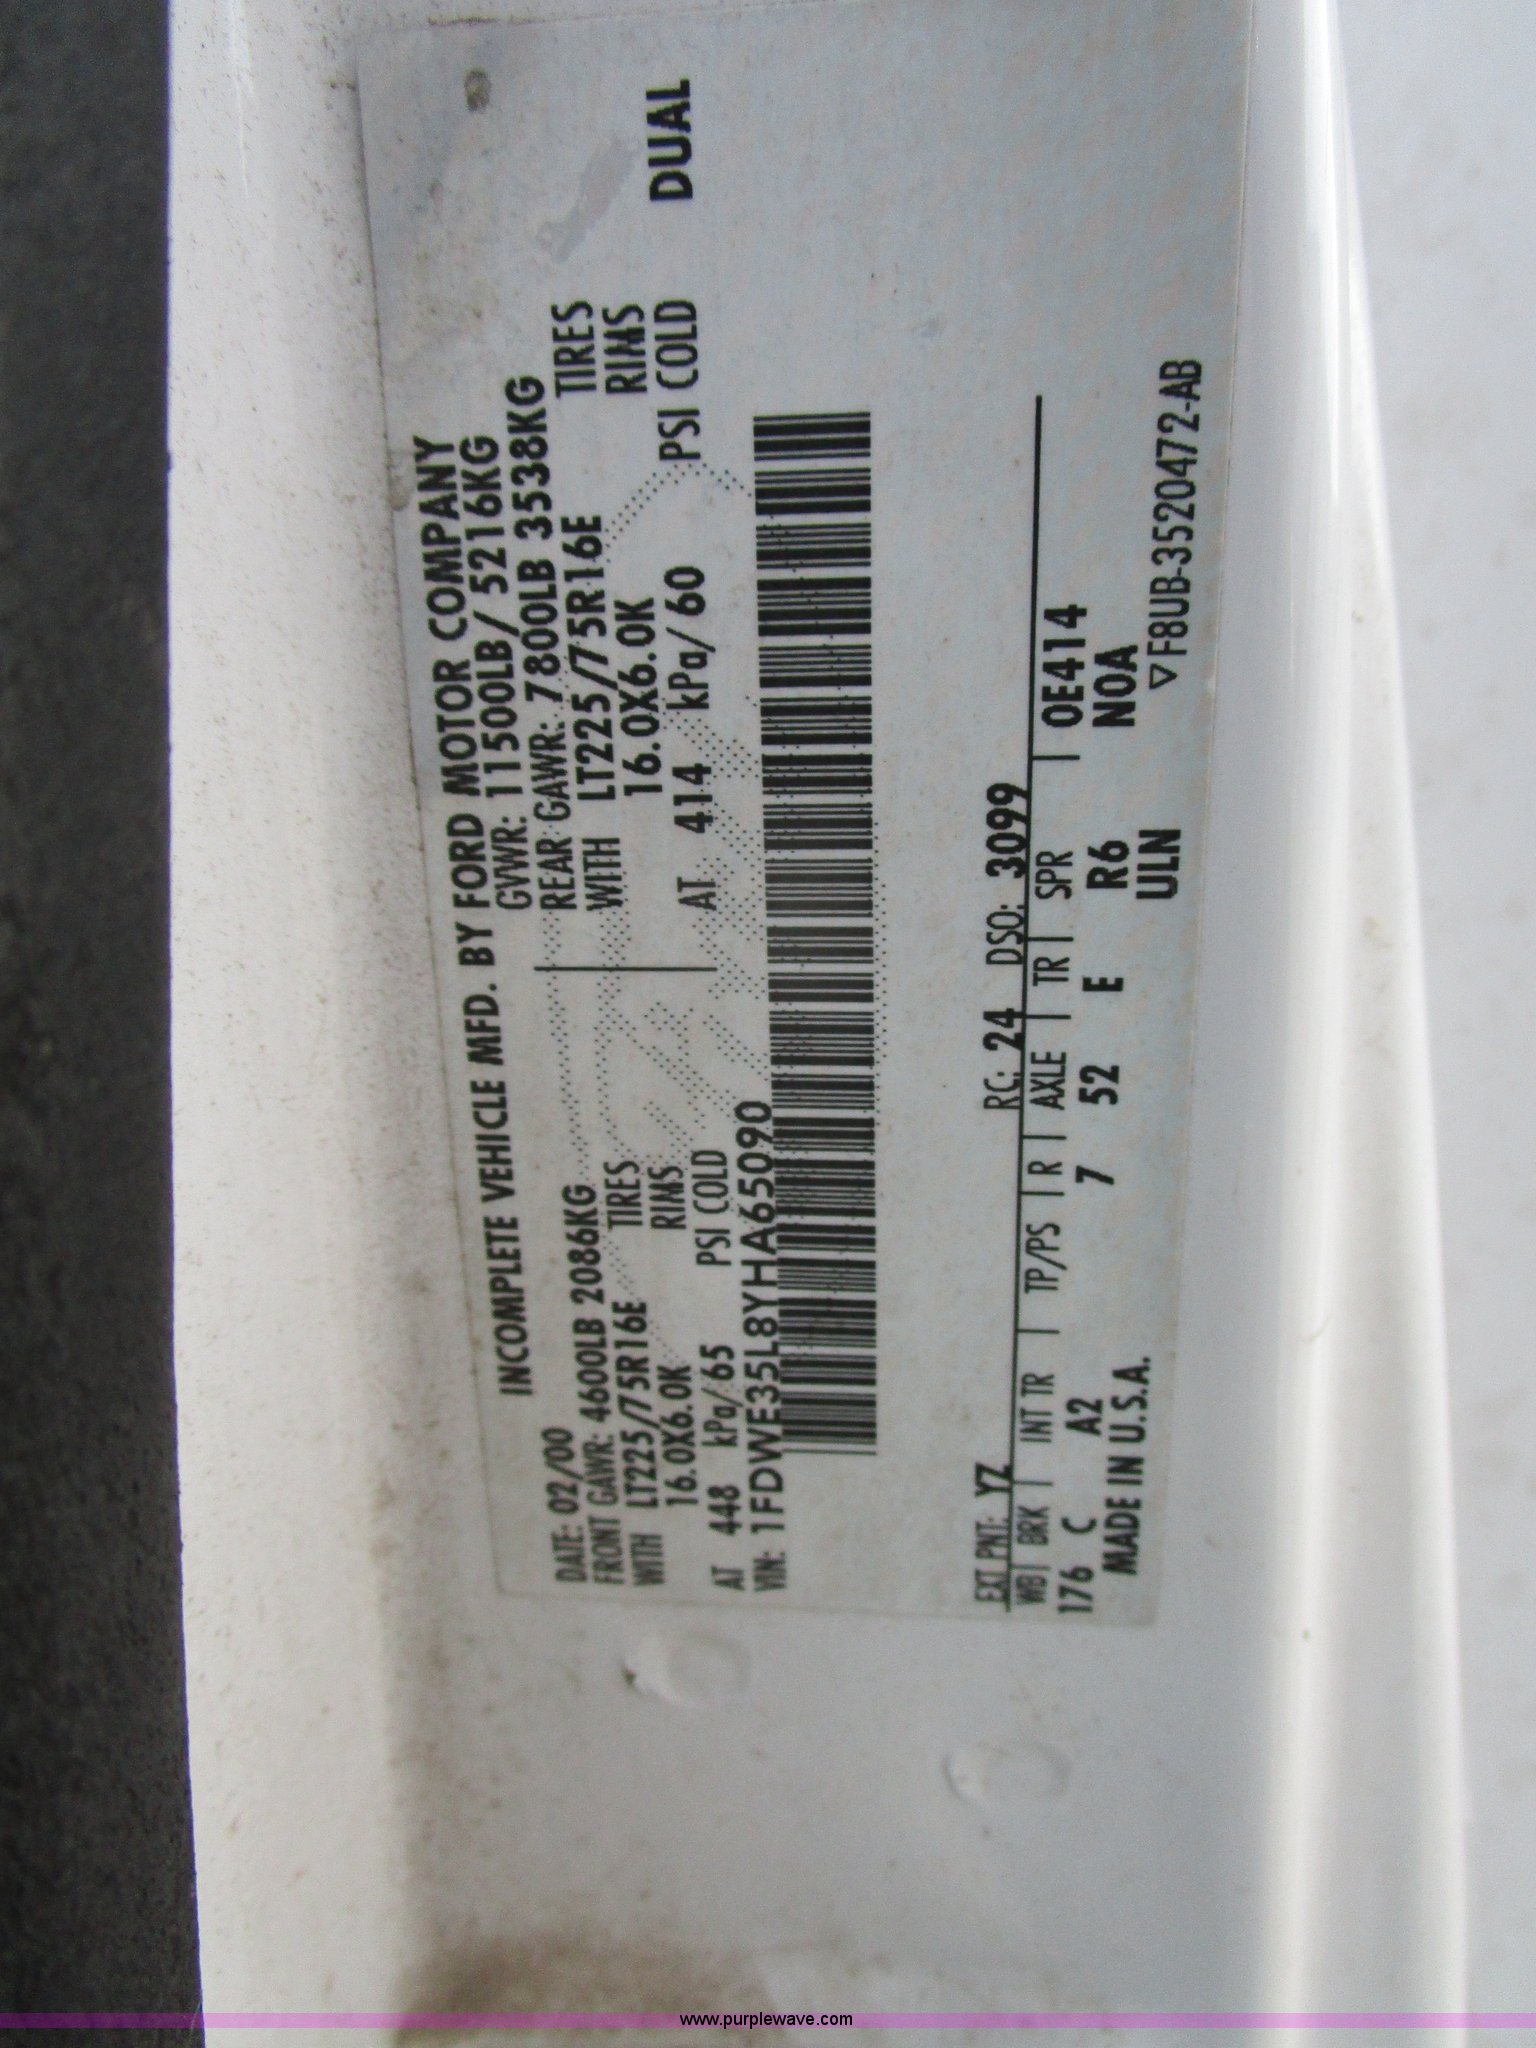 INCOMPLETE VEHICLE MFD. BY FORD MOTOR COMPANY
DATE: 02/00
GVWR: 11500LB/ 5216KG
FRONT GAWR: 4600LB 2086KG
REAR GAWR: 7800LB 3538KG
WITH LT225/75R16E TIRES
WITH LT225/75R16E TIRES
16.0X6.0K RIMS
16.0X6.0K RIMS
AT 448 kPa/65 PSI COLD
AT 414 kPa/60 PSI COLD DUAL
VIN: 1FDWE35L8YHA65090
EXT PNT: YZ RC: 24 DSO: 3099
WB | BRK | INT TR | TP/PS | R | AXLE | TR | SPR |
176 C A2 7 52 E R6 0E414
ULN N0A
MADE IN U.S.A.
▽F8UB-3520472-AB
www.purplewave.com